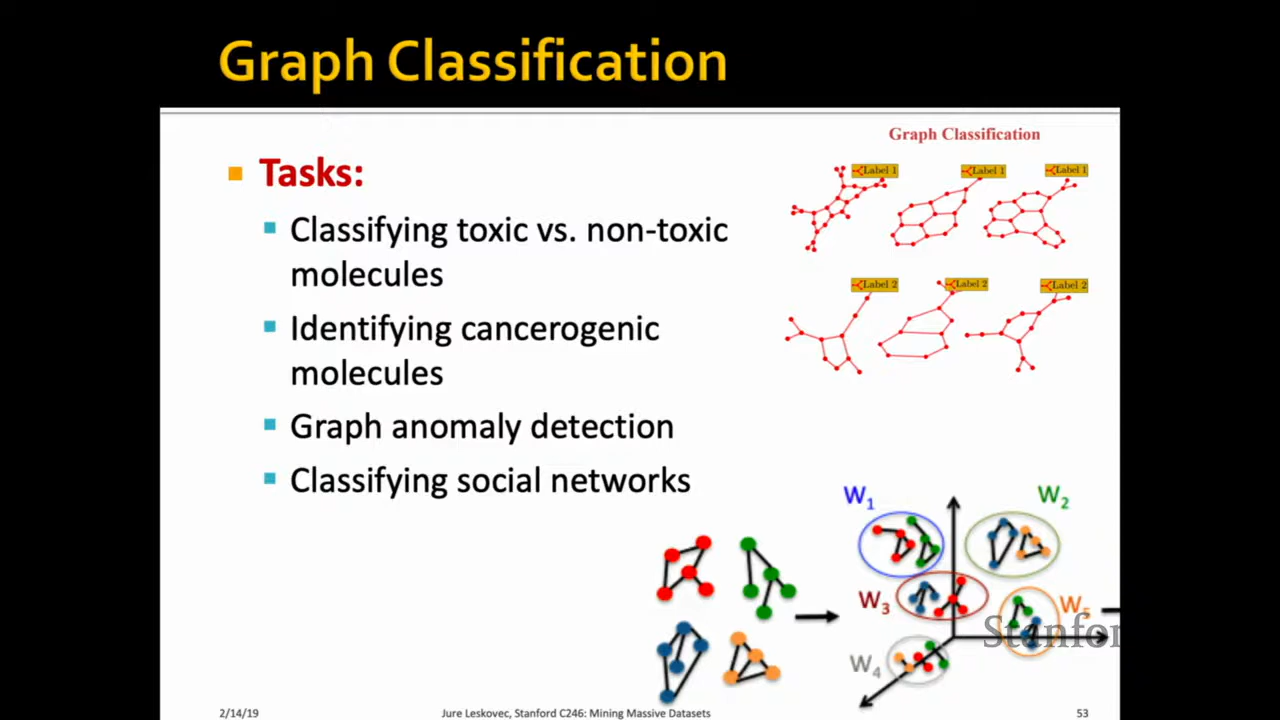 Graph Classification
Graph Classification
Tasks:
Label 1
Label 1
Label 1
Classifying toxic vs. non-toxic
molecules
Label 2
Label 2
Label 2
Identifying cancerogenic
molecules
Graph anomaly detection
Classifying social networks
W1
W2
W3
W5
Stanfor
W4
2/14/19
Jure Leskovec, Stanford C246: Mining Massive Datasets
53